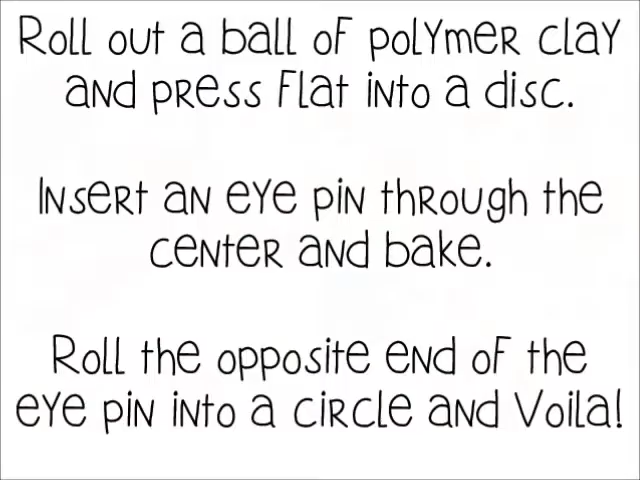 Roll out a ball of polymer clay
and press flat into a disc.
Insert an eye pin through the
center and bake.
Roll the opposite end of the
eye pin into a circle and Voila!